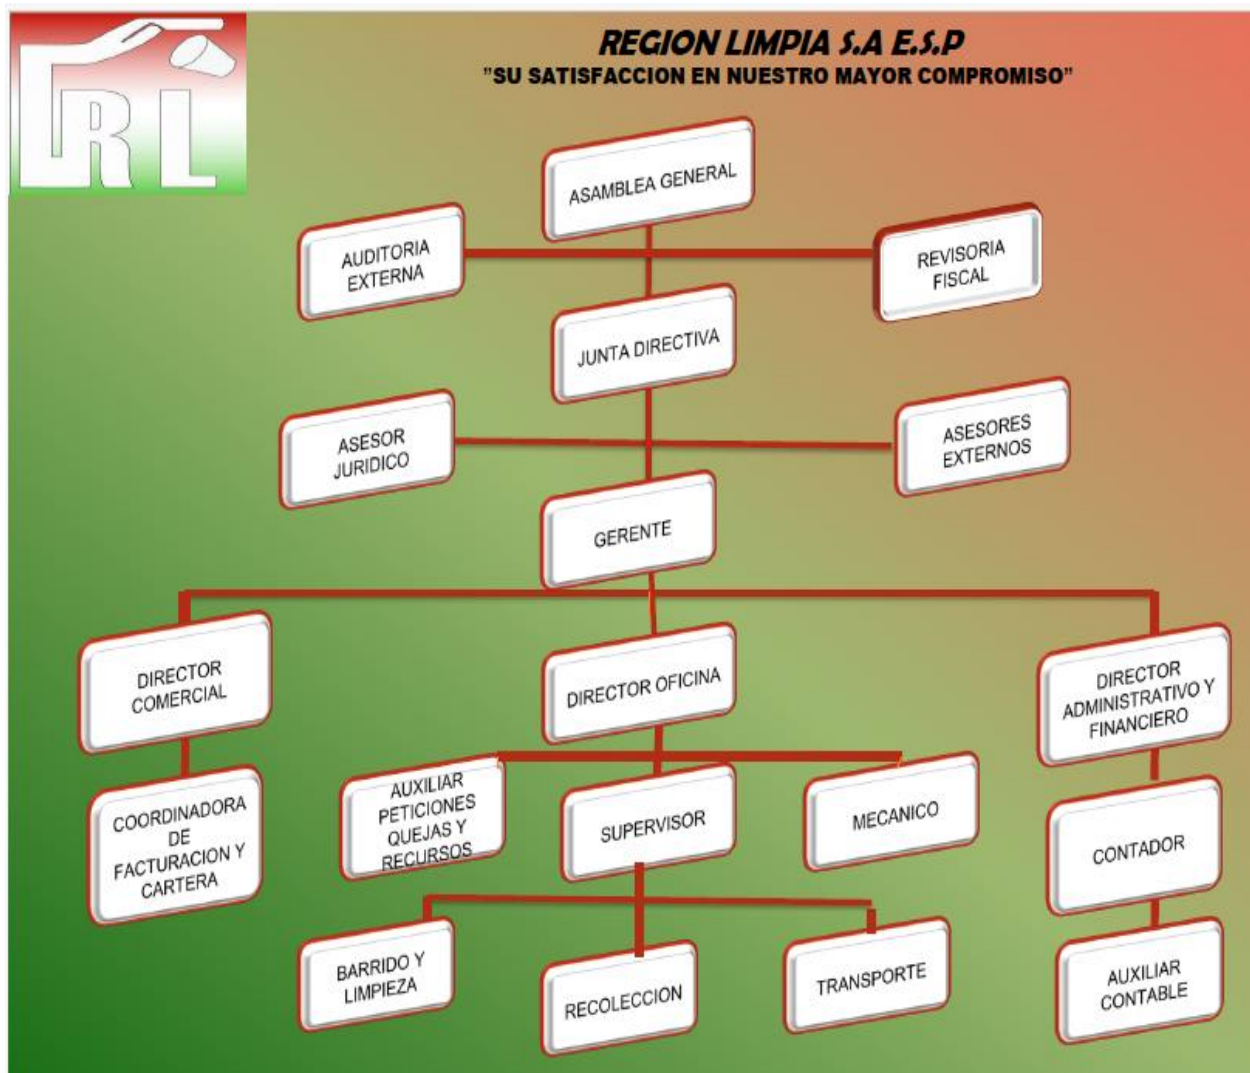 RL
REGION LIMPIA S.A E.S.P
”SU SATISFACCION EN NUESTRO MAYOR COMPROMISO”
ASAMBLEA GENERAL
AUDITORIA
EXTERNA
REVISORIA
FISCAL
JUNTA DIRECTIVA
ASESOR
JURIDICO
ASESORES
EXTERNOS
GERENTE
DIRECTOR
COMERCIAL
DIRECTOR OFICINA
DIRECTOR
ADMINISTRATIVO Y
FINANCIERO
COORDINADORA
DE
FACTURACION Y
CARTERA
AUXILIAR
PETICIONES
QUEJAS Y
RECURSOS
SUPERVISOR
MECANICO
CONTADOR
BARRIDO Y
LIMPIEZA
RECOLECCION
TRANSPORTE
AUXILIAR
CONTABLE